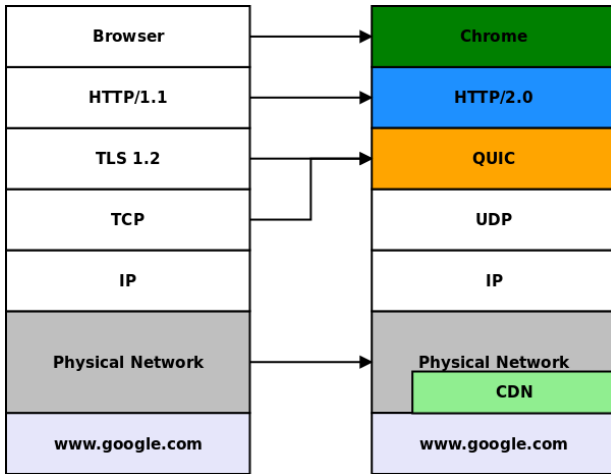 Browser
HTTP/1.1
TLS 1.2
TCP
IP
Physical Network
www.google.com
Chrome
HTTP/2.0
QUIC
UDP
IP
Physical Network
CDN
www.google.com